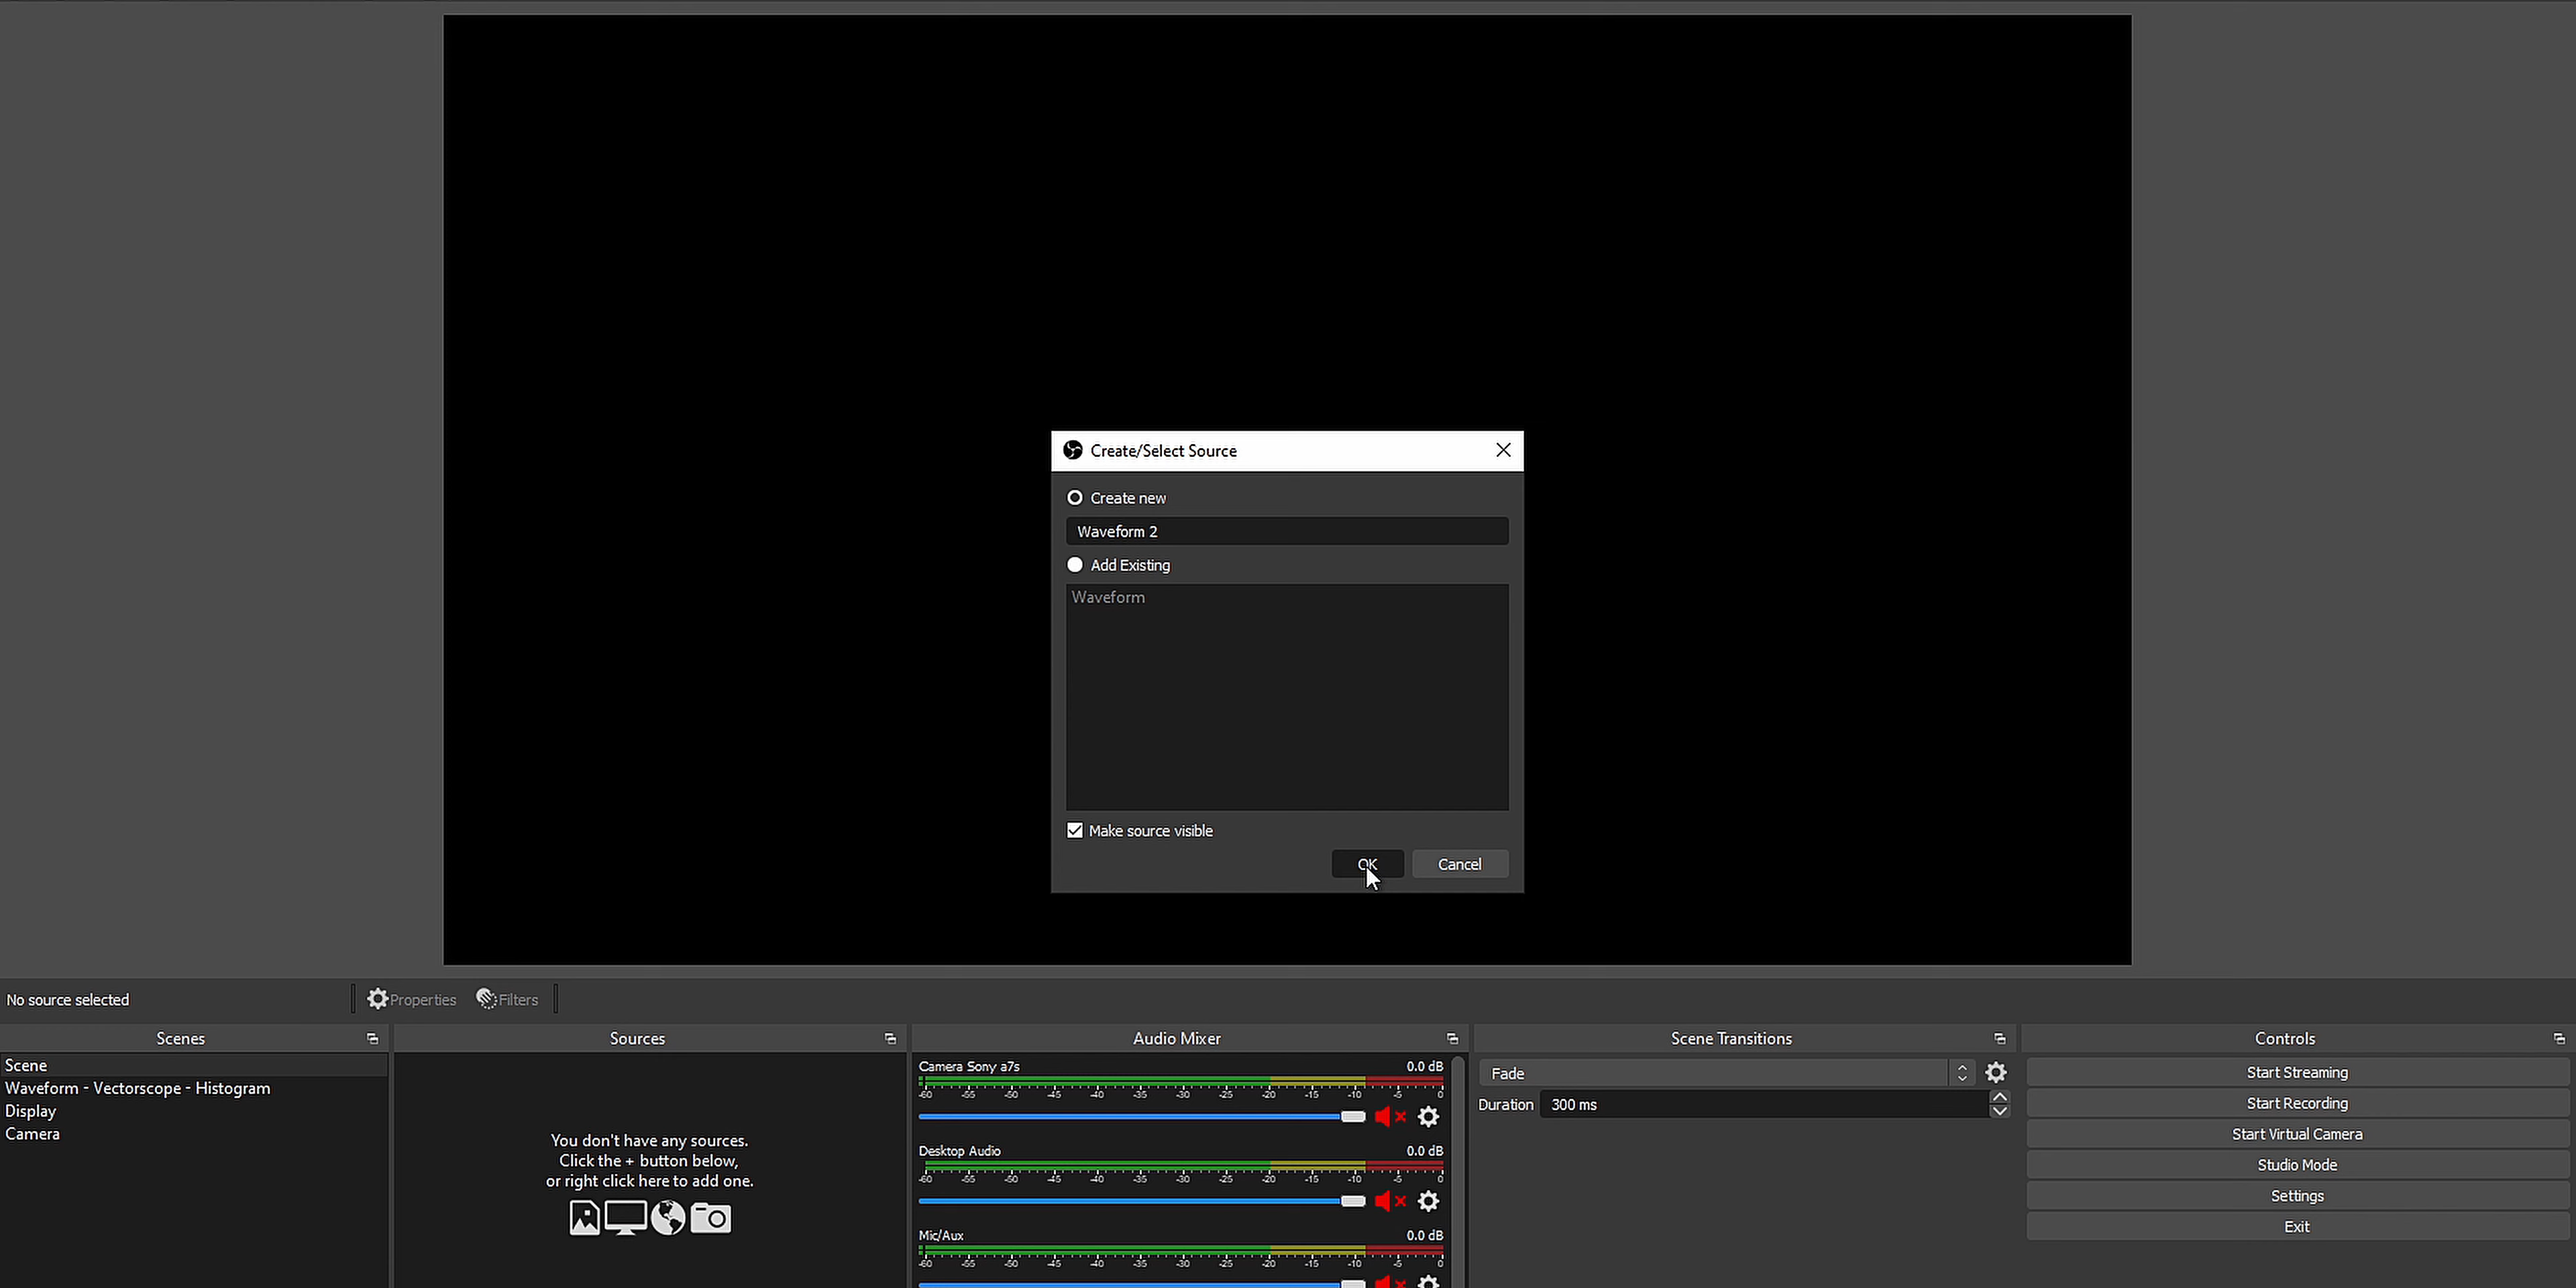 Create/Select Source
Create new
Waveform 2
Add Existing
Waveform
Make source visible
OK
Cancel
No source selected
Properties
Filters
Scenes
Scene
Waveform - Vectorscope - Histogram
Display
Camera
Sources
You don't have any sources.
Click the + button below,
or right click here to add one.
Audio Mixer
Camera Sony a7s 0.0 dB
-60 -55 -50 -45 -40 -35 -30 -25 -20 -15 -10 -5 0
Desktop Audio 0.0 dB
-60 -55 -50 -45 -40 -35 -30 -25 -20 -15 -10 -5 0
Mic/Aux 0.0 dB
-60 -55 -50 -45 -40 -35 -30 -25 -20 -15 -10 -5 0
Scene Transitions
Fade
Duration 300 ms
Controls
Start Streaming
Start Recording
Start Virtual Camera
Studio Mode
Settings
Exit